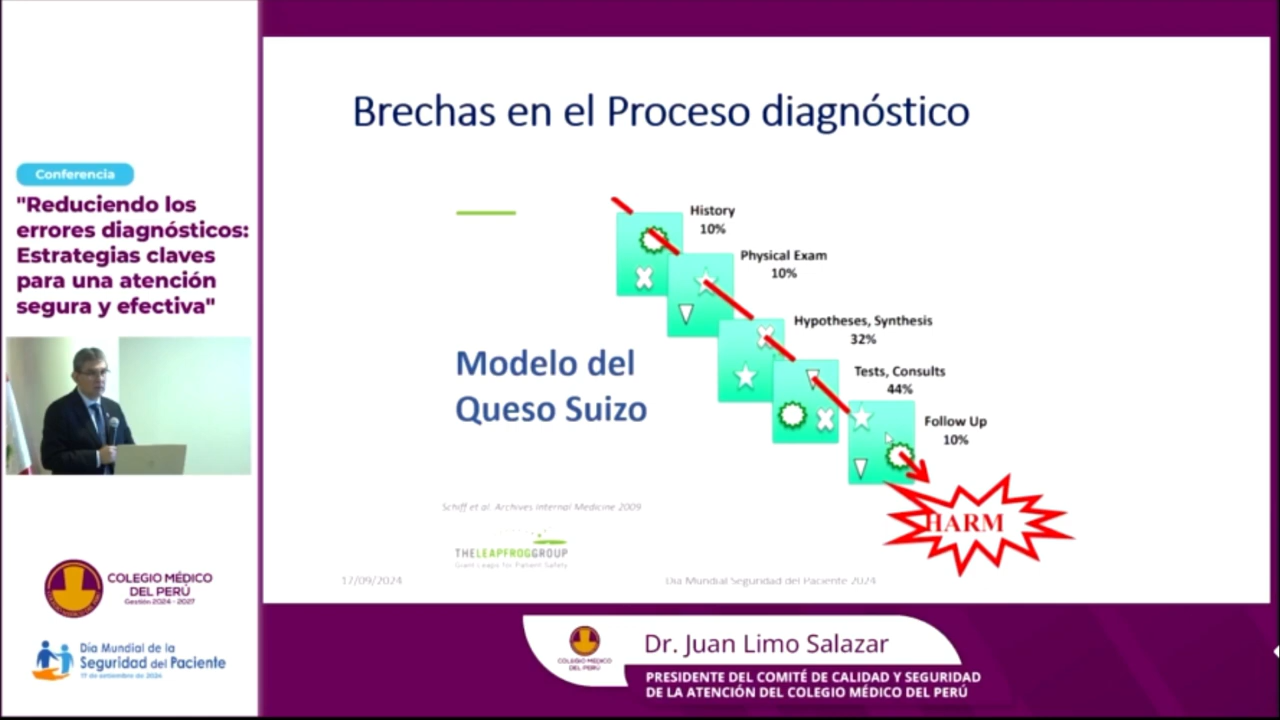 Conferencia
"Reduciendo los
errores diagnósticos:
Estrategias claves
para una atención
segura y efectiva"
COLEGIO MÉDICO
DEL PERÚ
Gestión 2024 - 2027
Día Mundial de la
Seguridad del Paciente
17 de setiembre de 2024
Brechas en el Proceso diagnóstico
History
10%
Physical Exam
10%
Hypotheses, Synthesis
32%
Tests, Consults
44%
Follow Up
10%
HARM
Modelo del
Queso Suizo
Schiff et al. Archives Internal Medicine 2009
THELEAPFROGGROUP
Giant Leaps for Patient Safety
17/09/2024
Dia Mundial Seguridad del Paciente 2024
COLEGIO MÉDICO
DEL PERÚ
Dr. Juan Limo Salazar
PRESIDENTE DEL COMITÉ DE CALIDAD Y SEGURIDAD
DE LA ATENCIÓN DEL COLEGIO MÉDICO DEL PERÚ